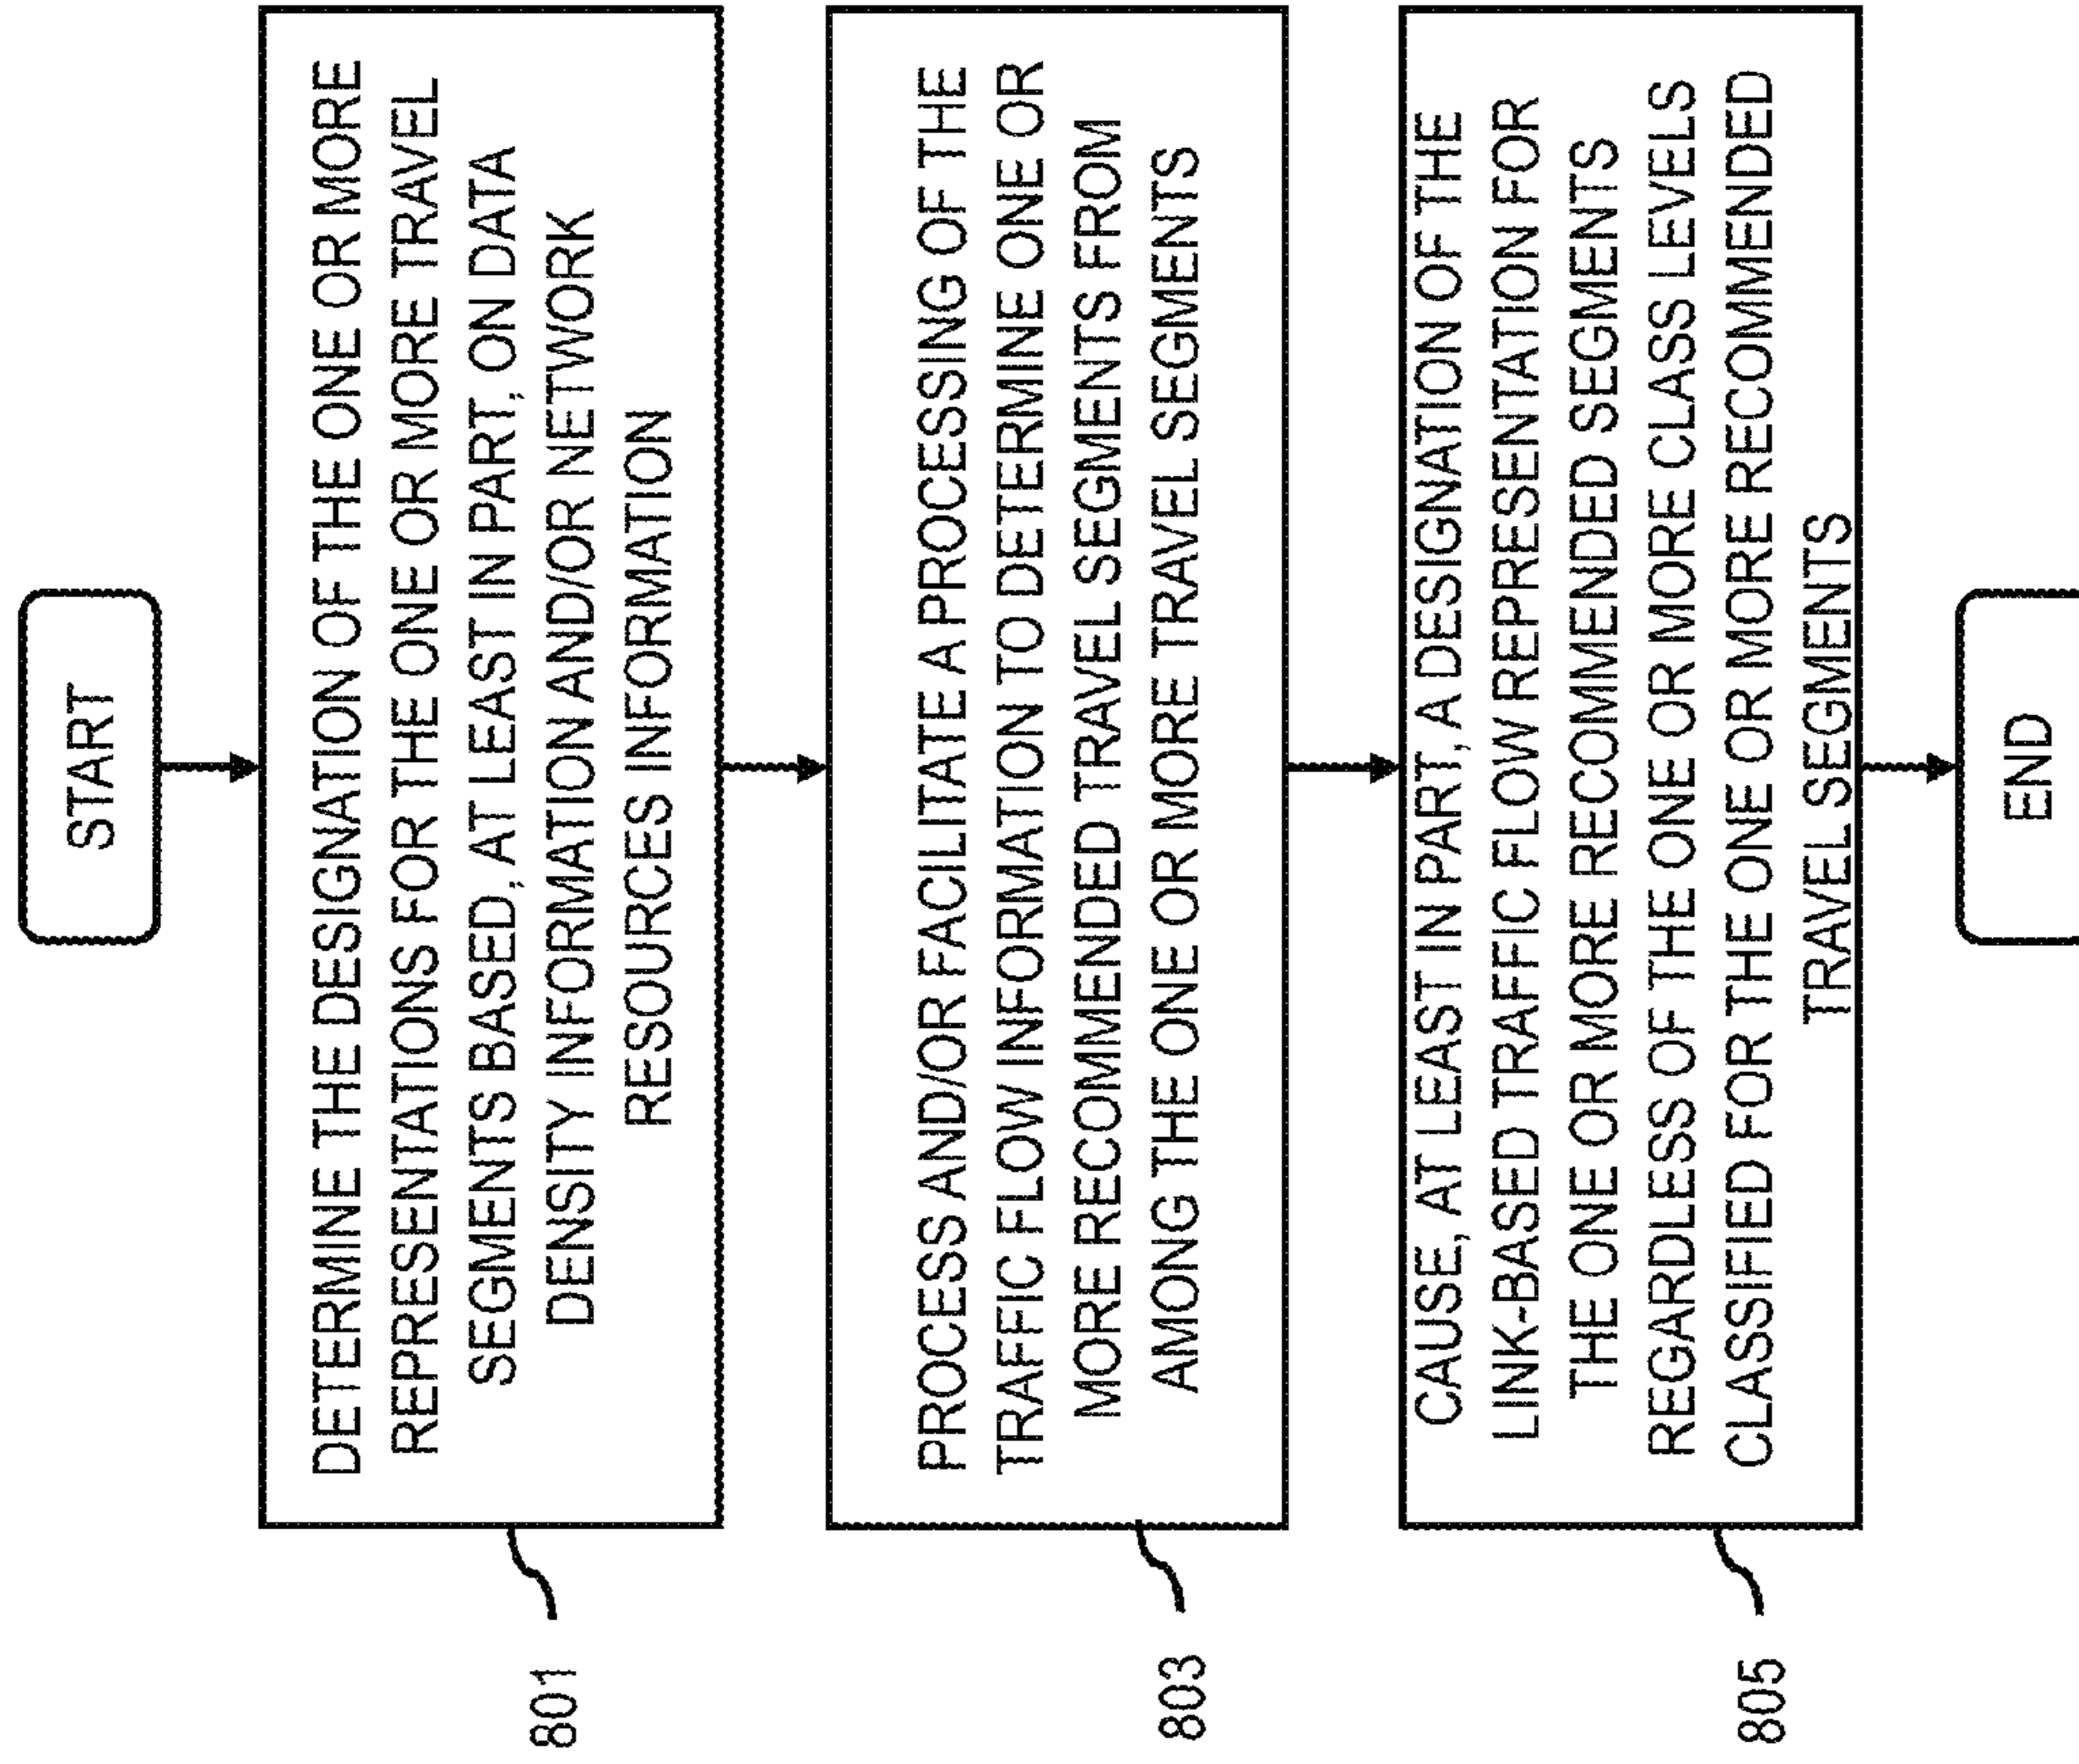 START
DETERMINE THE DESIGNATION OF THE ONE OR MORE
REPRESENTATIONS FOR THE ONE OR MORE TRAVEL
SEGMENTS BASED, AT LEAST IN PART, ON DATA
DENSITY INFORMATION AND/OR NETWORK
RESOURCES INFORMATION
801
PROCESS AND/OR FACILITATE A PROCESSING OF THE
TRAFFIC FLOW INFORMATION TO DETERMINE ONE OR
MORE RECOMMENDED TRAVEL SEGMENTS FROM
AMONG THE ONE OR MORE TRAVEL SEGMENTS
803
CAUSE, AT LEAST IN PART, A DESIGNATION OF THE
LINK-BASED TRAFFIC FLOW REPRESENTATION FOR
THE ONE OR MORE RECOMMENDED SEGMENTS
REGARDLESS OF THE ONE OR MORE CLASS LEVELS
CLASSIFIED FOR THE ONE OR MORE RECOMMENDED
TRAVEL SEGMENTS
805
END